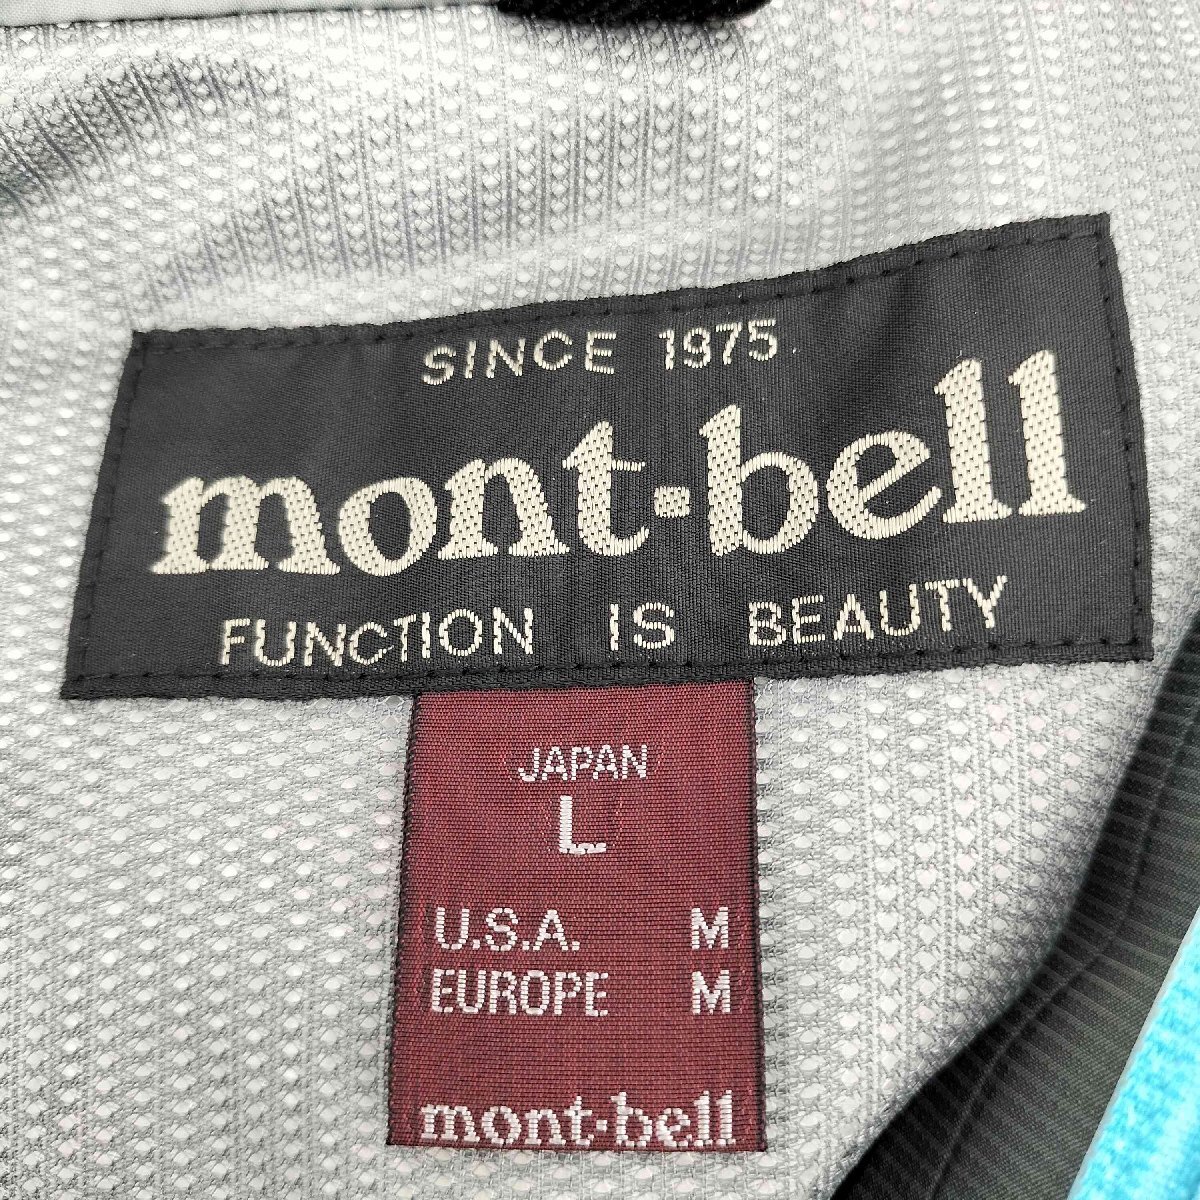 SINCE 1975
mont-bell
FUNCTION IS BEAUTY
JAPAN
L
U.S.A. M
EUROPE M
mont-bell